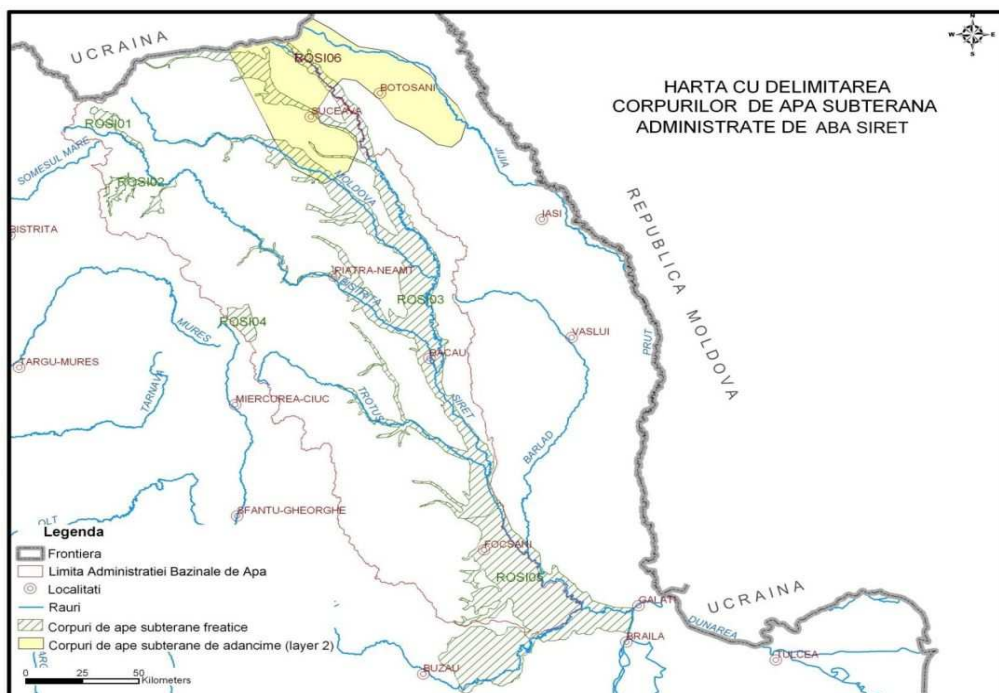 UCRAINA
N
W E
S
HARTA CU DELIMITAREA
CORPURILOR DE APA SUBTERANA
ADMINISTRATE DE ABA SIRET
ROSI06
BOTOSANI
SUCEAVA
ROSI01
SOMESUL MARE
ROSI02
JIJIA
MOLDOVA
IASI
REPUBLICA MOLDOVA
BISTRITA
PIATRA-NEAMT
BISTRITA
ROSI03
ROSI04
MURES
VASLUI
PRUT
BACAU
TARGU-MURES
TARNAVA
MIERCUREA-CIUC
TROTUS
SIRET
BARLAD
SFANTU-GHEORGHE
OLT
FOCSANI
ROSI05
GALATI
UCRAINA
DUNAREA
BRAILA
TULCEA
BUZAU
Legenda
Frontiera
Limita Administratiei Bazinale de Apa
Localitati
Rauri
Corpuri de ape subterane freatice
Corpuri de ape subterane de adancime (layer 2)
0 25 50
Kilometers